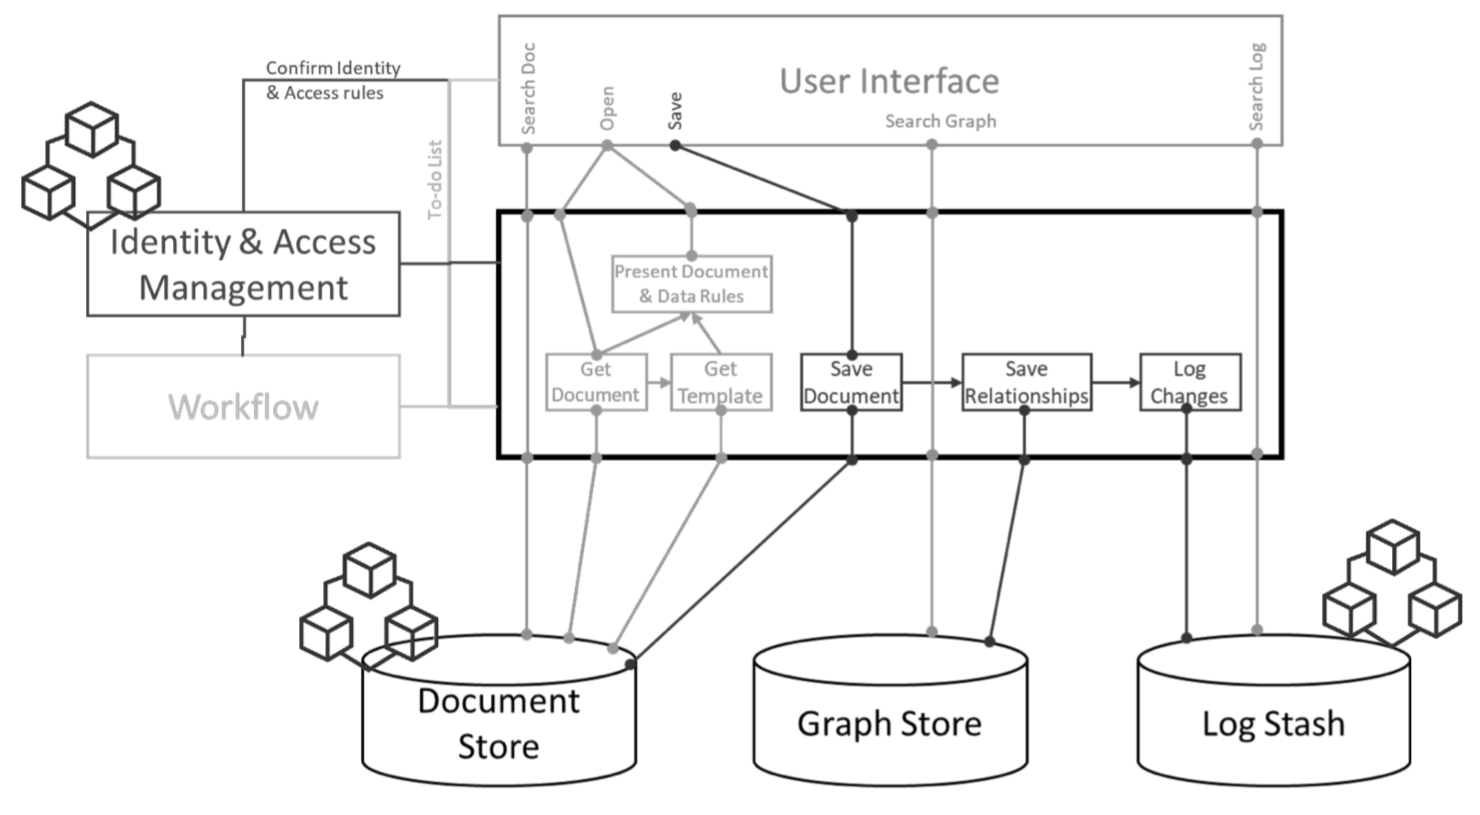 Search Doc
Open
Save
User Interface
Search Graph
Search Log
Confirm Identity
& Access rules
To-do List
Identity & Access
Management
Workflow
Present Document
& Data Rules
Get
Document
Get
Template
Save
Document
Save
Relationships
Log
Changes
Document
Store
Graph Store
Log Stash